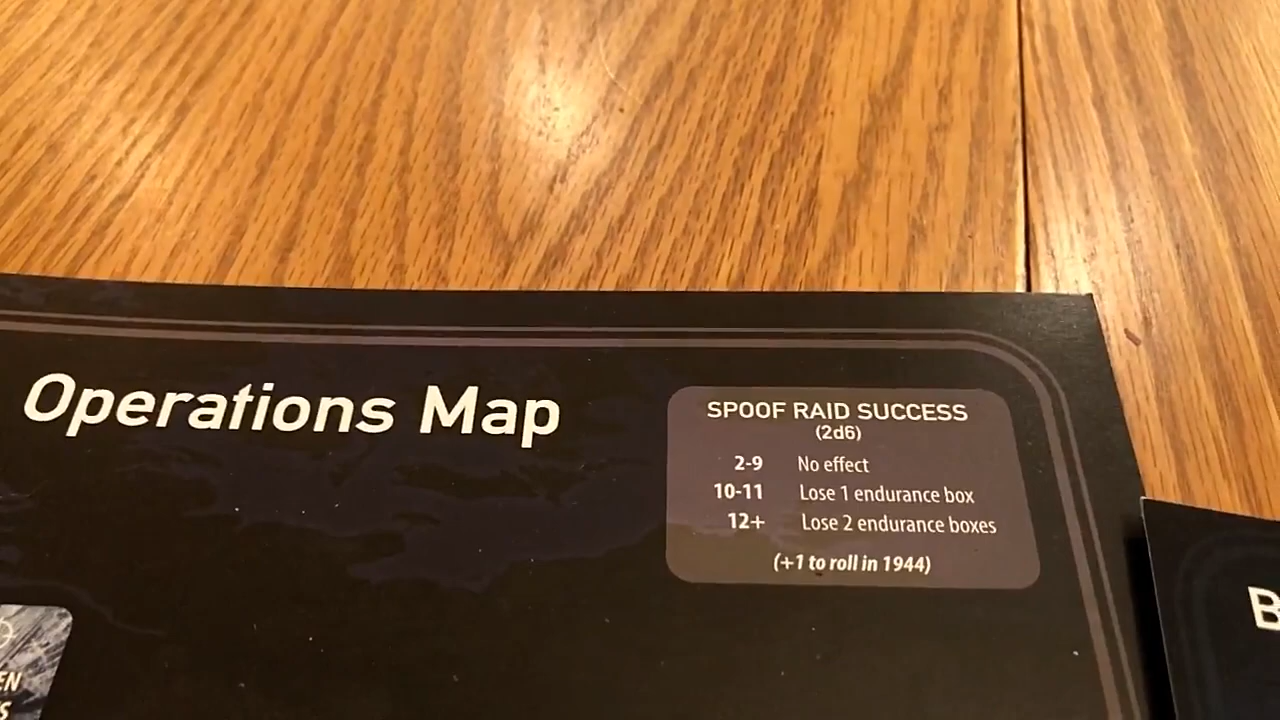 Operations Map
SPOOF RAID SUCCESS
(2d6)
2-9 No effect
10-11 Lose 1 endurance box
12+ Lose 2 endurance boxes
(+1 to roll in 1944)